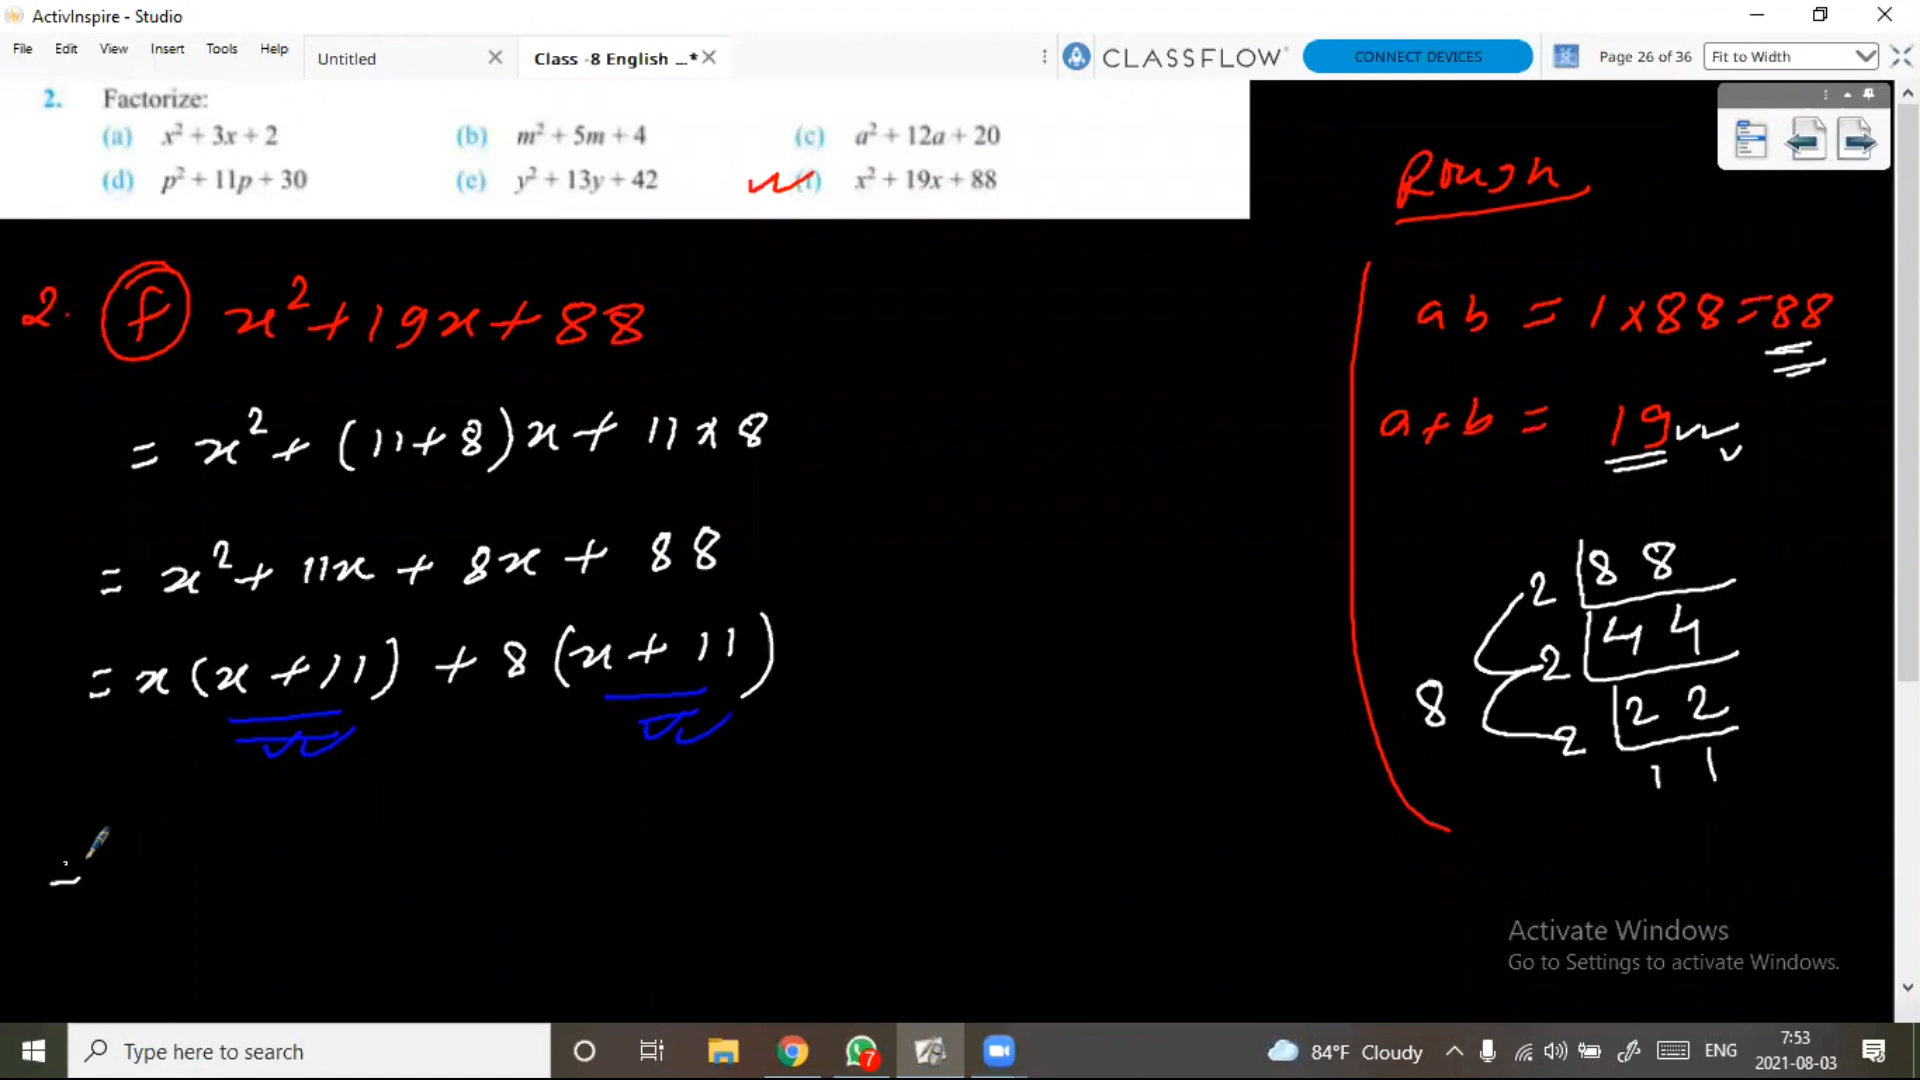 ActivInspire - Studio
File Edit View Insert Tools Help
Untitled
Class -8 English ...*
CLASSFLOW
CONNECT DEVICES
Page 26 of 36
Fit to Width
2. Factorize:
(a) x² + 3x + 2 (b) m² + 5m + 4 (c) a² + 12a + 20
(d) p² + 11p + 30 (e) y² + 13y + 42 (f) x² + 19x + 88
2. (f) x² + 19x + 88
= x² + (11 + 8)x + 11 × 8
= x² + 11x + 8x + 88
= x(x + 11) + 8(x + 11)
=
Rough
ab = 1 × 88 = 88
a + b = 19
2 88
2 44
2 22
11
8
Activate Windows
Go to Settings to activate Windows.
Type here to search
7
84°F Cloudy
ENG
7:53
2021-08-03